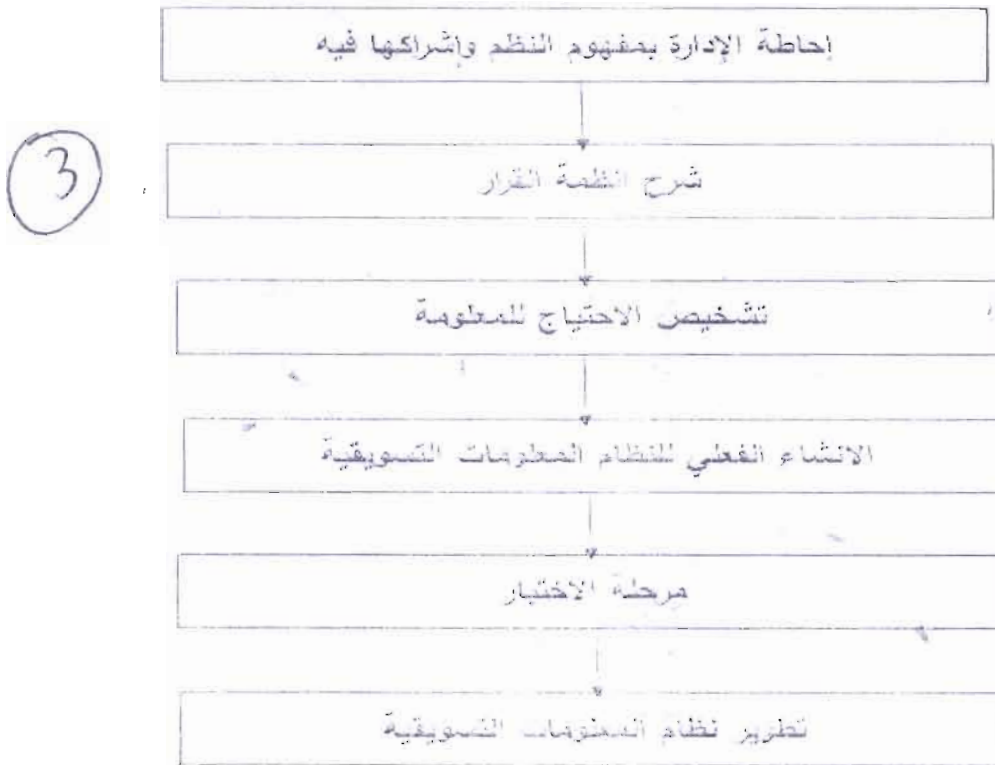 إحاطة الإدارة بمفهوم النظم وإشراكها فيه
3
شرح انظمة القرار
تشخيص الاحتياج للمعلومة
الانشاء الفعلي للنظام المعلومات التسويقية
مرحلة الاختبار
تطوير نظام المعلومات التسويقية